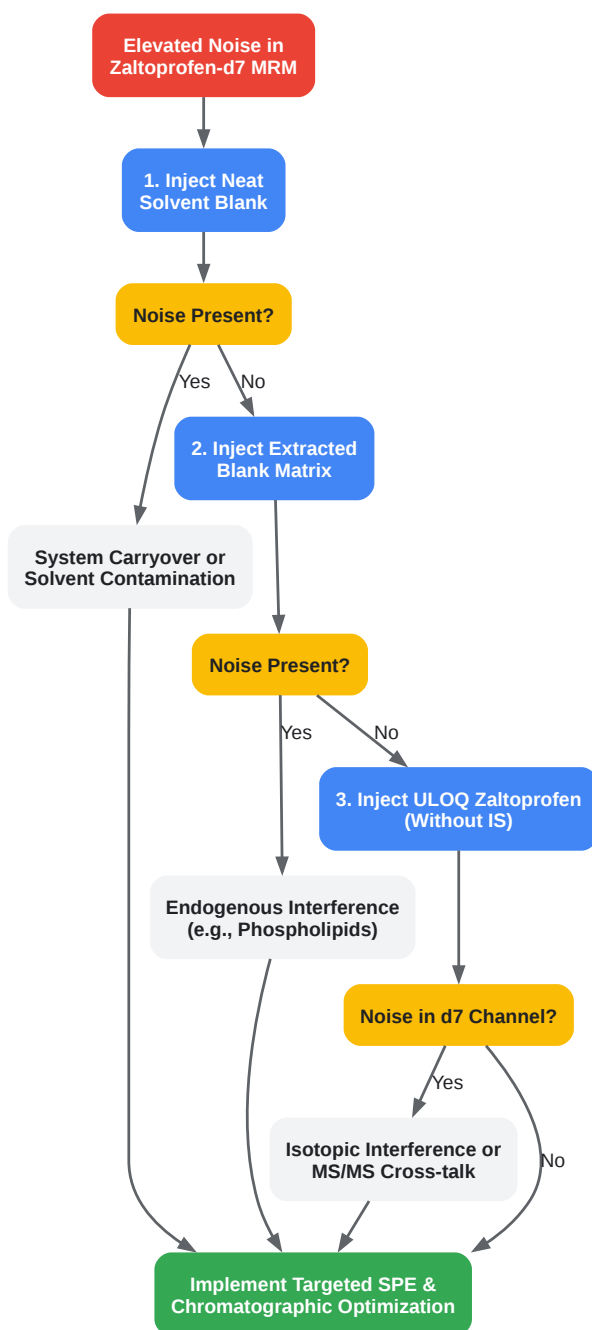 Elevated Noise in
Zaltoprofen-d7 MRM
1. Inject Neat
Solvent Blank
Noise Present?
Yes
No
2. Inject Extracted
Blank Matrix
System Carryover or
Solvent Contamination
Noise Present?
Yes
No
3. Inject ULOQ Zaltoprofen
(Without IS)
Endogenous Interference
(e.g., Phospholipids)
Noise in d7 Channel?
Yes
Isotopic Interference or
MS/MS Cross-talk
No
Implement Targeted SPE &
Chromatographic Optimization